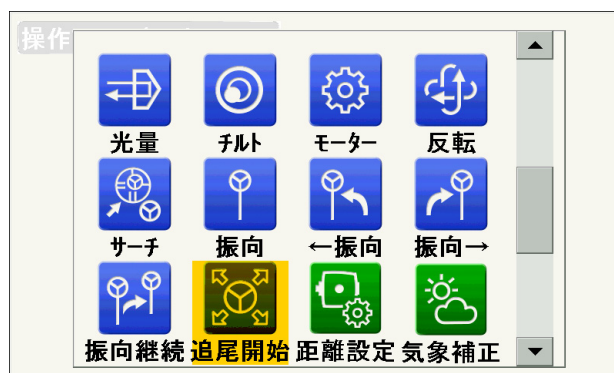 操作
光量 チルト モーター 反転
サーチ 振向 ←振向 振向→
振向継続 追尾開始 距離設定 気象補正